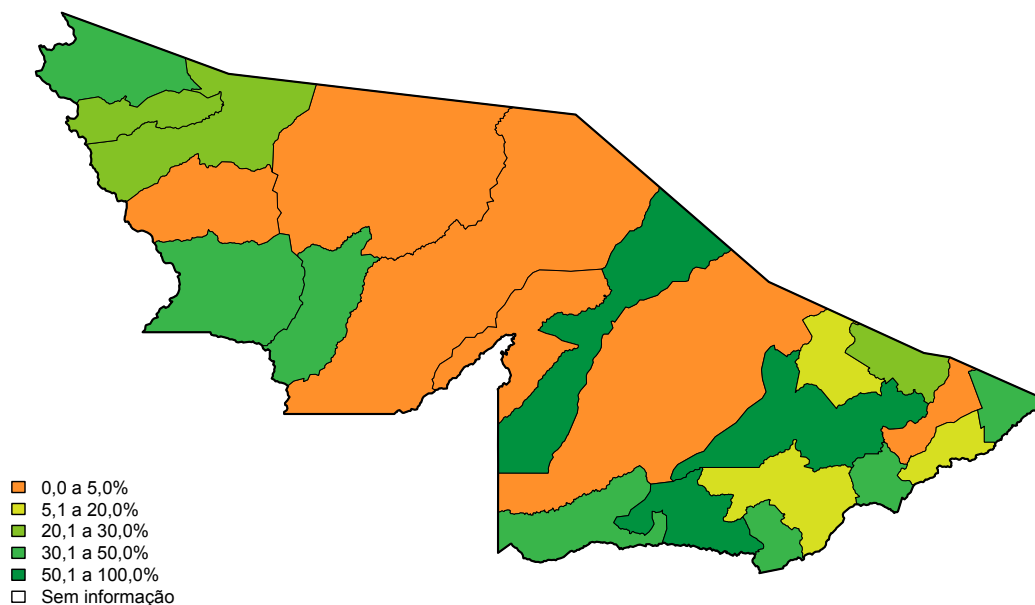 0,0 a 5,0%
5,1 a 20,0%
20,1 a 30,0%
30,1 a 50,0%
50,1 a 100,0%
Sem informação